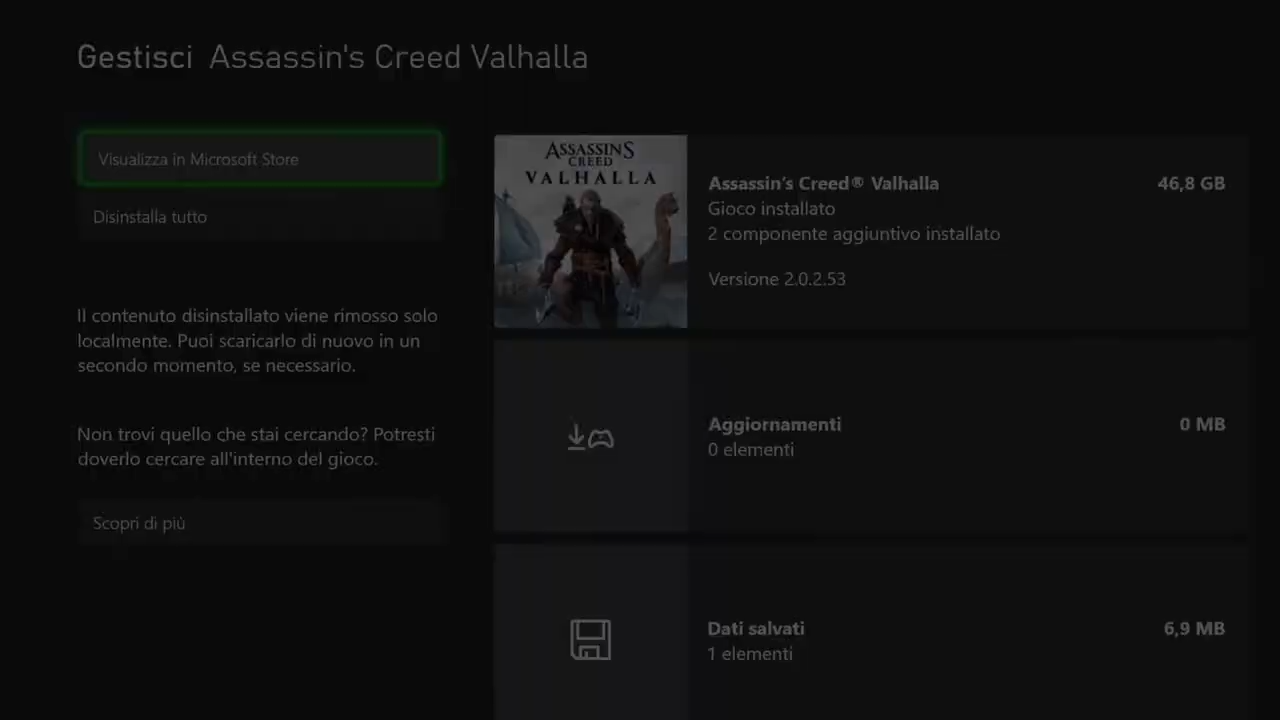 Gestisci Assassin's Creed Valhalla
Visualizza in Microsoft Store
Disinstalla tutto
Il contenuto disinstallato viene rimosso solo
localmente. Puoi scaricarlo di nuovo in un
secondo momento, se necessario.
Non trovi quello che stai cercando? Potresti
doverlo cercare all'interno del gioco.
Scopri di più
ASSASSIN'S
CREED
VALHALLA
Assassin's Creed® Valhalla 46,8 GB
Gioco installato
2 componente aggiuntivo installato
Versione 2.0.2.53
Aggiornamenti 0 MB
0 elementi
Dati salvati 6,9 MB
1 elementi